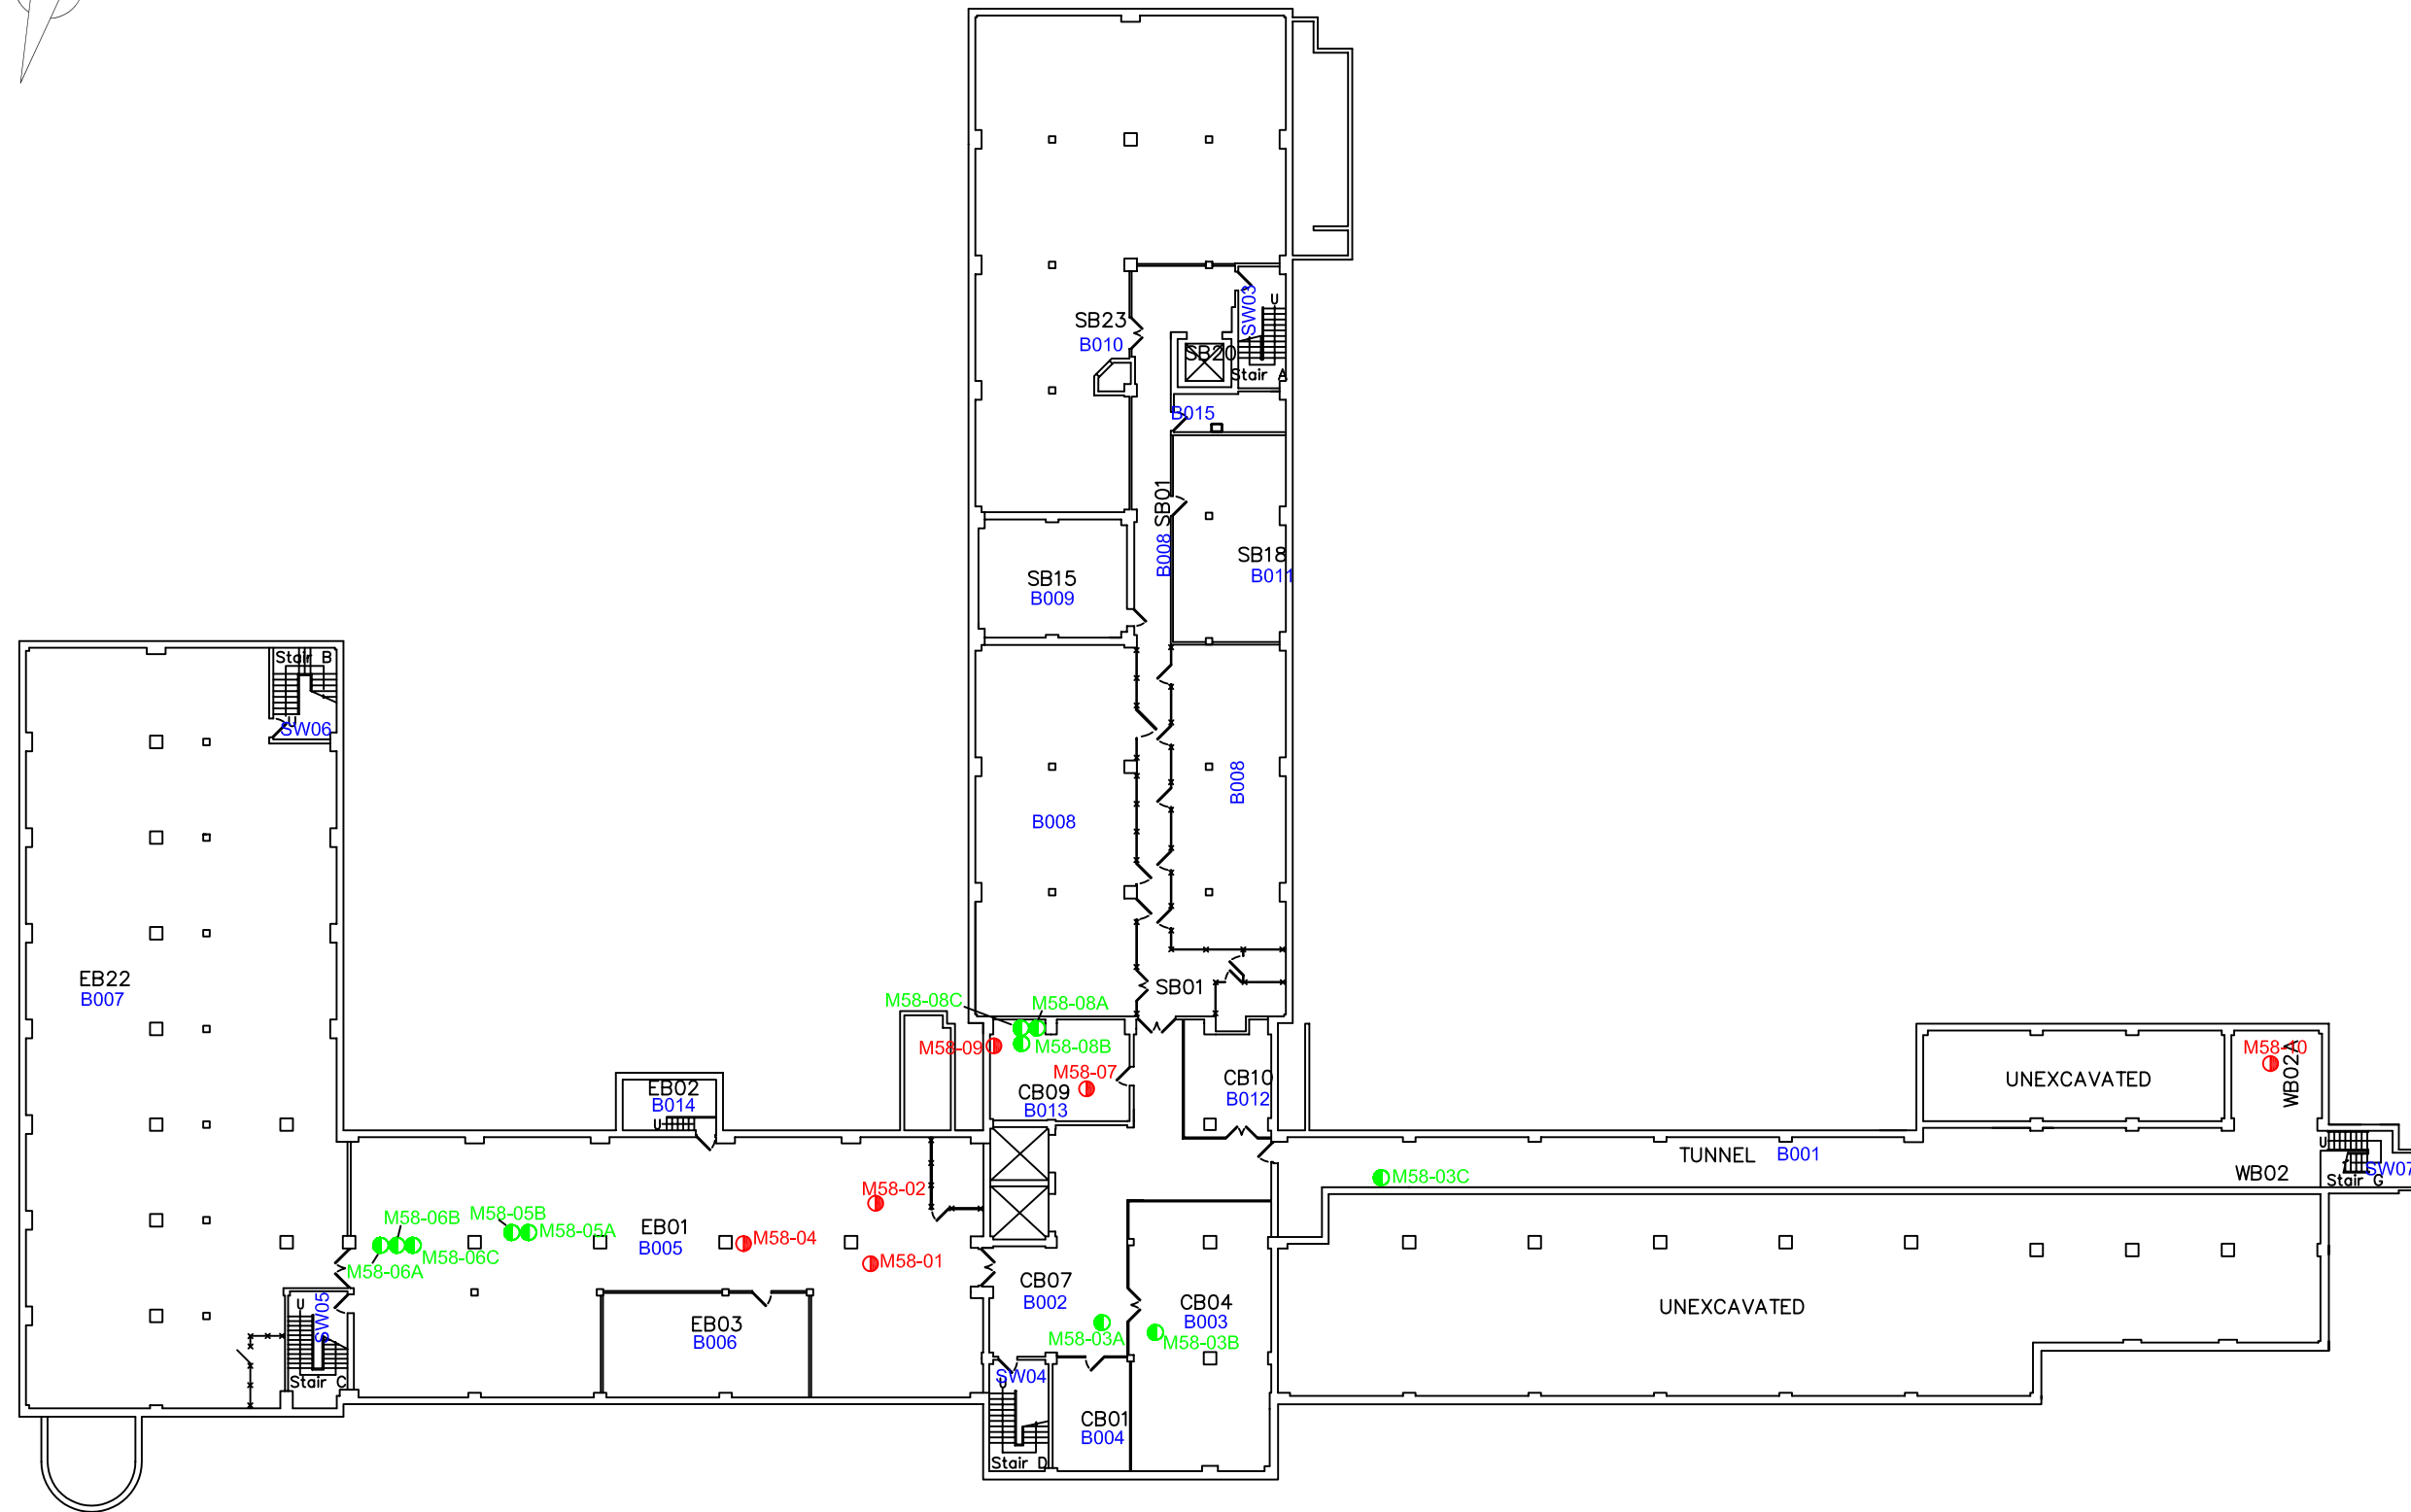 U
SW03
SB23
B010
SB20
Stair A
B015
SB01
B008
SB18
B011
SB15
B009
Stair B
U
SW06
B008
B008
EB22
B007
SB01
M58-08C
M58-08A
M58-09
M58-08B
M58-07
CB09
B013
CB10
B012
M58-10
WB02A
UNEXCAVATED
EB02
B014
U
TUNNEL
B001
U
SW07
WB02
Stair G
M58-03C
M58-02
M58-06B
M58-05B
M58-05A
EB01
B005
M58-04
M58-06C
M58-06A
M58-01
CB07
B002
U
SW05
CB04
B003
UNEXCAVATED
EB03
B006
M58-03A
M58-03B
SW04
U
Stair C
CB01
B004
Stair D